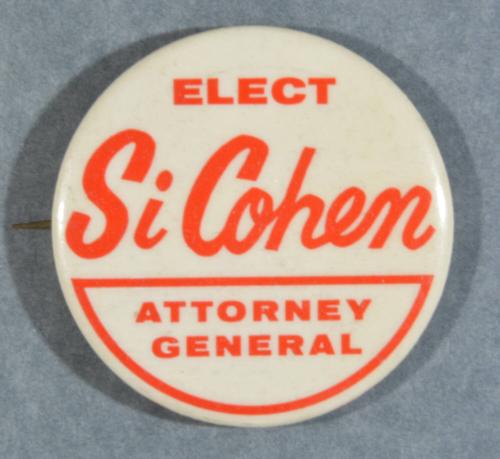 ELECT
Si Cohen
ATTORNEY
GENERAL